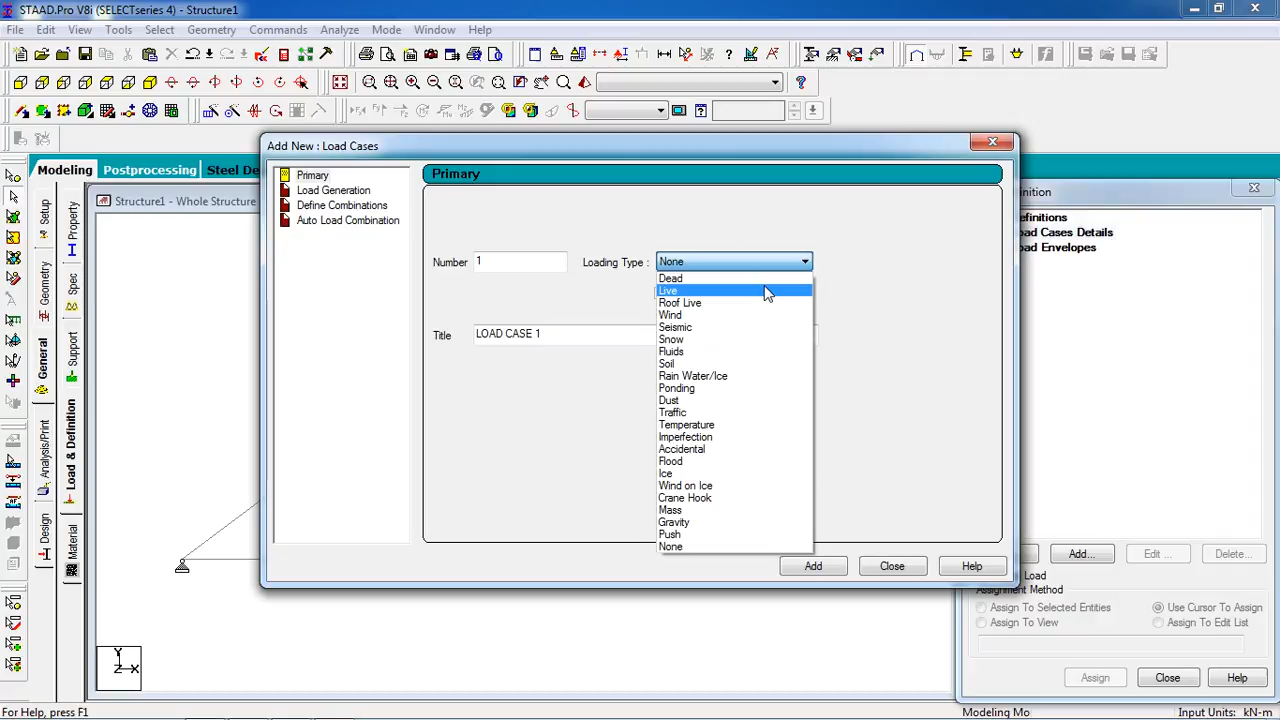 STAAD.Pro V8i (SELECTseries 4) - Structure1
File Edit View Tools Select Geometry Commands Analyze Mode Window Help
Modeling Postprocessing Steel De
Structure1 - Whole Structure
Setup
Geometry
General
Analysis/Print
Design
Property
Spec
Support
Load & Definition
Material
Add New : Load Cases
Primary
Load Generation
Define Combinations
Auto Load Combination
Primary
Number 1 Loading Type : None
Title LOAD CASE 1
Dead
Live
Roof Live
Wind
Seismic
Snow
Fluids
Soil
Rain Water/Ice
Ponding
Dust
Traffic
Temperature
Imperfection
Accidental
Flood
Ice
Wind on Ice
Crane Hook
Mass
Gravity
Push
None
Add Close Help
finition
efinitions
ad Cases Details
ad Envelopes
Add... Edit ... Delete...
Load
Assignment Method
Assign To Selected Entities Use Cursor To Assign
Assign To View Assign To Edit List
Assign Close Help
Y
Z X
For Help, press F1 Modeling Mo Input Units: kN-m